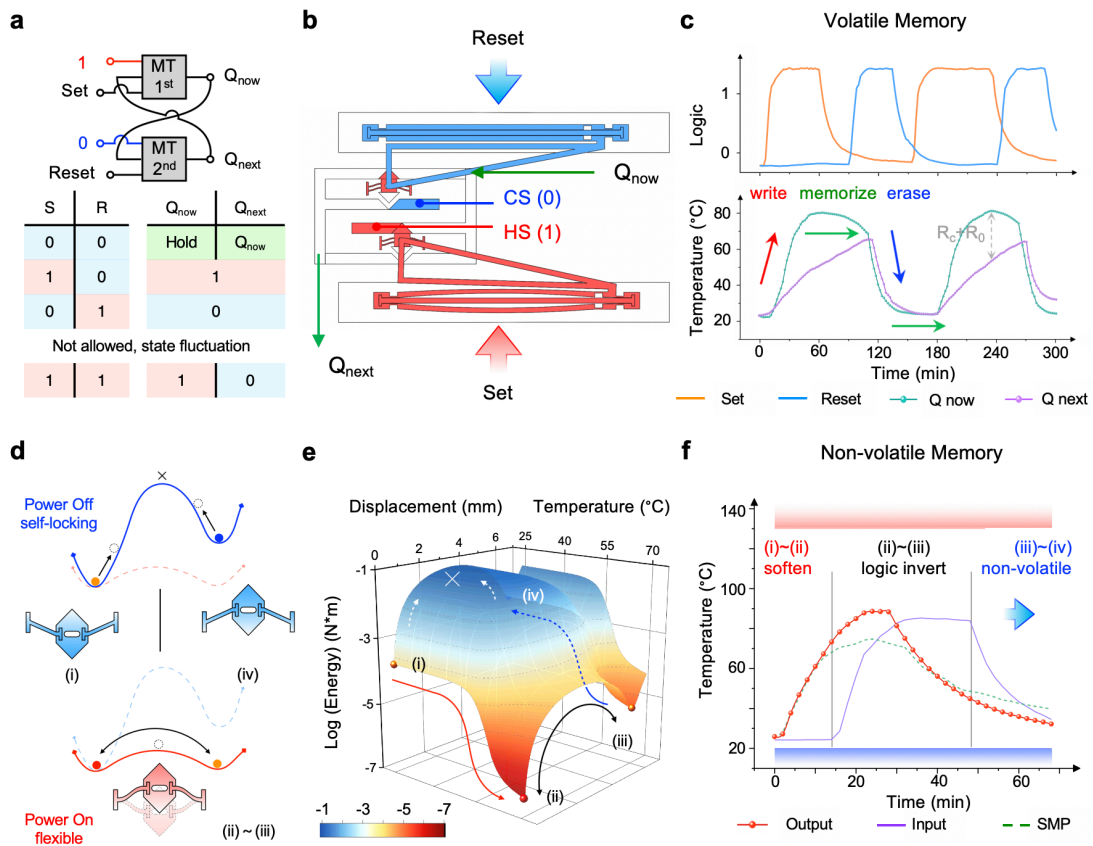 a
1
MT
1st
Set
Qnow
0
MT
2nd
Reset
Qnext
S R Qnow Qnext
0 0 Hold Qnow
1 0 1
0 1 0
Not allowed, state fluctuation
1 1 1 0
b
Reset
Qnow
CS (0)
HS (1)
Qnext
Set
c
Volatile Memory
Logic
1
0
write memorize erase
Temperature (°C)
80
60
40
20
Rc+R0
0 60 120 180 240 300
Time (min)
Set Reset Q now Q next
d
Power Off
self-locking
(i)
(iv)
Power On
flexible
(ii) ~ (iii)
e
Displacement (mm)
Temperature (°C)
0 2 4 6 25 40 55 70
Log (Energy) (N*m)
-1
-3
-5
-7
(i)
(iv)
(iii)
(ii)
-1 -3 -5 -7
f
Non-volatile Memory
Temperature (°C)
140
100
80
60
20
(i)~(ii)
soften
(ii)~(iii)
logic invert
(iii)~(iv)
non-volatile
0 20 40 60
Time (min)
Output Input SMP